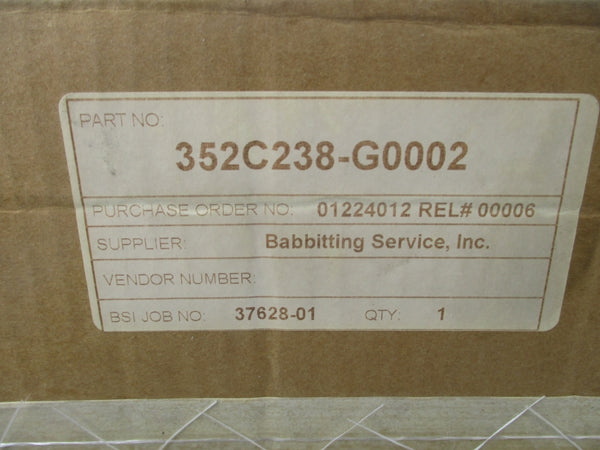 PART NO:
352C238-G0002
PURCHASE ORDER NO: 01224012 REL# 00006
SUPPLIER: Babbitting Service, Inc.
VENDOR NUMBER:
BSI JOB NO: 37628-01 QTY: 1